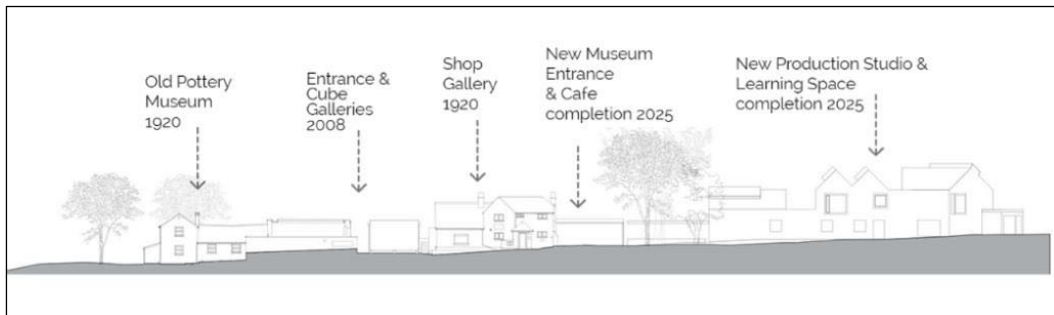 Old Pottery
Museum
1920
Entrance &
Cube
Galleries
2008
Shop
Gallery
1920
New Museum
Entrance
& Cafe
completion 2025
New Production Studio &
Learning Space
completion 2025